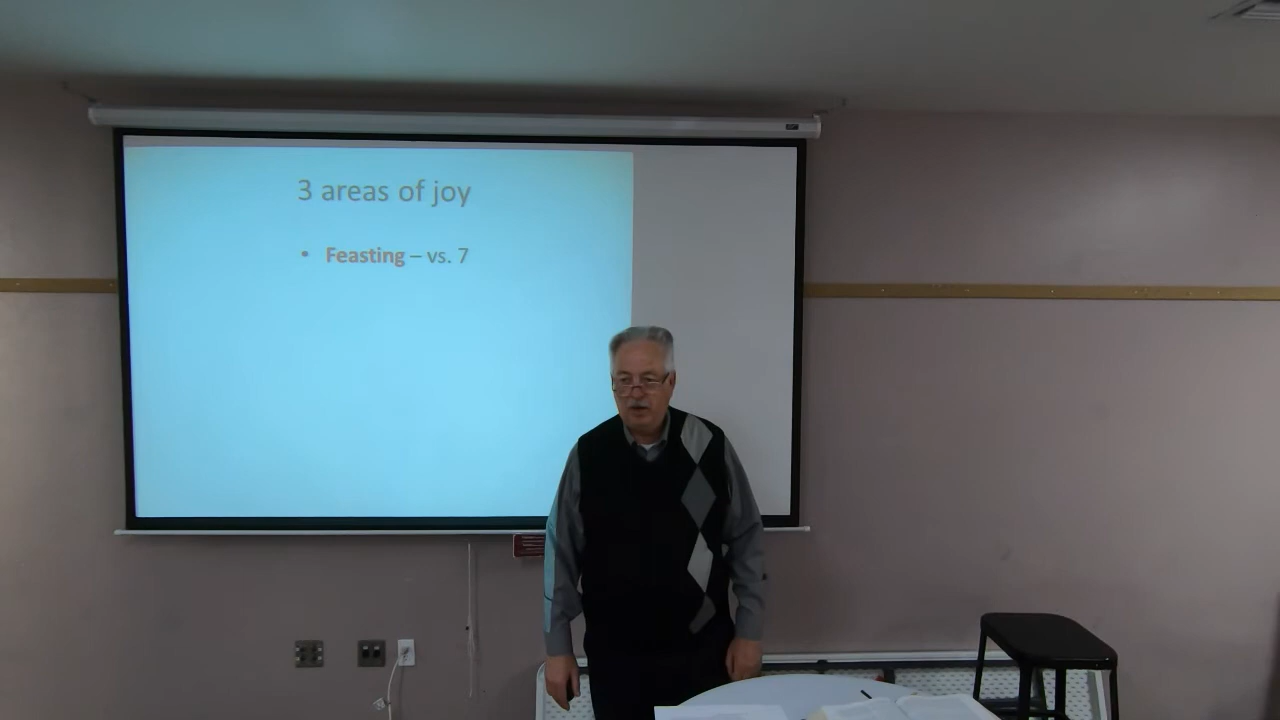 3 areas of joy
• Feasting – vs. 7